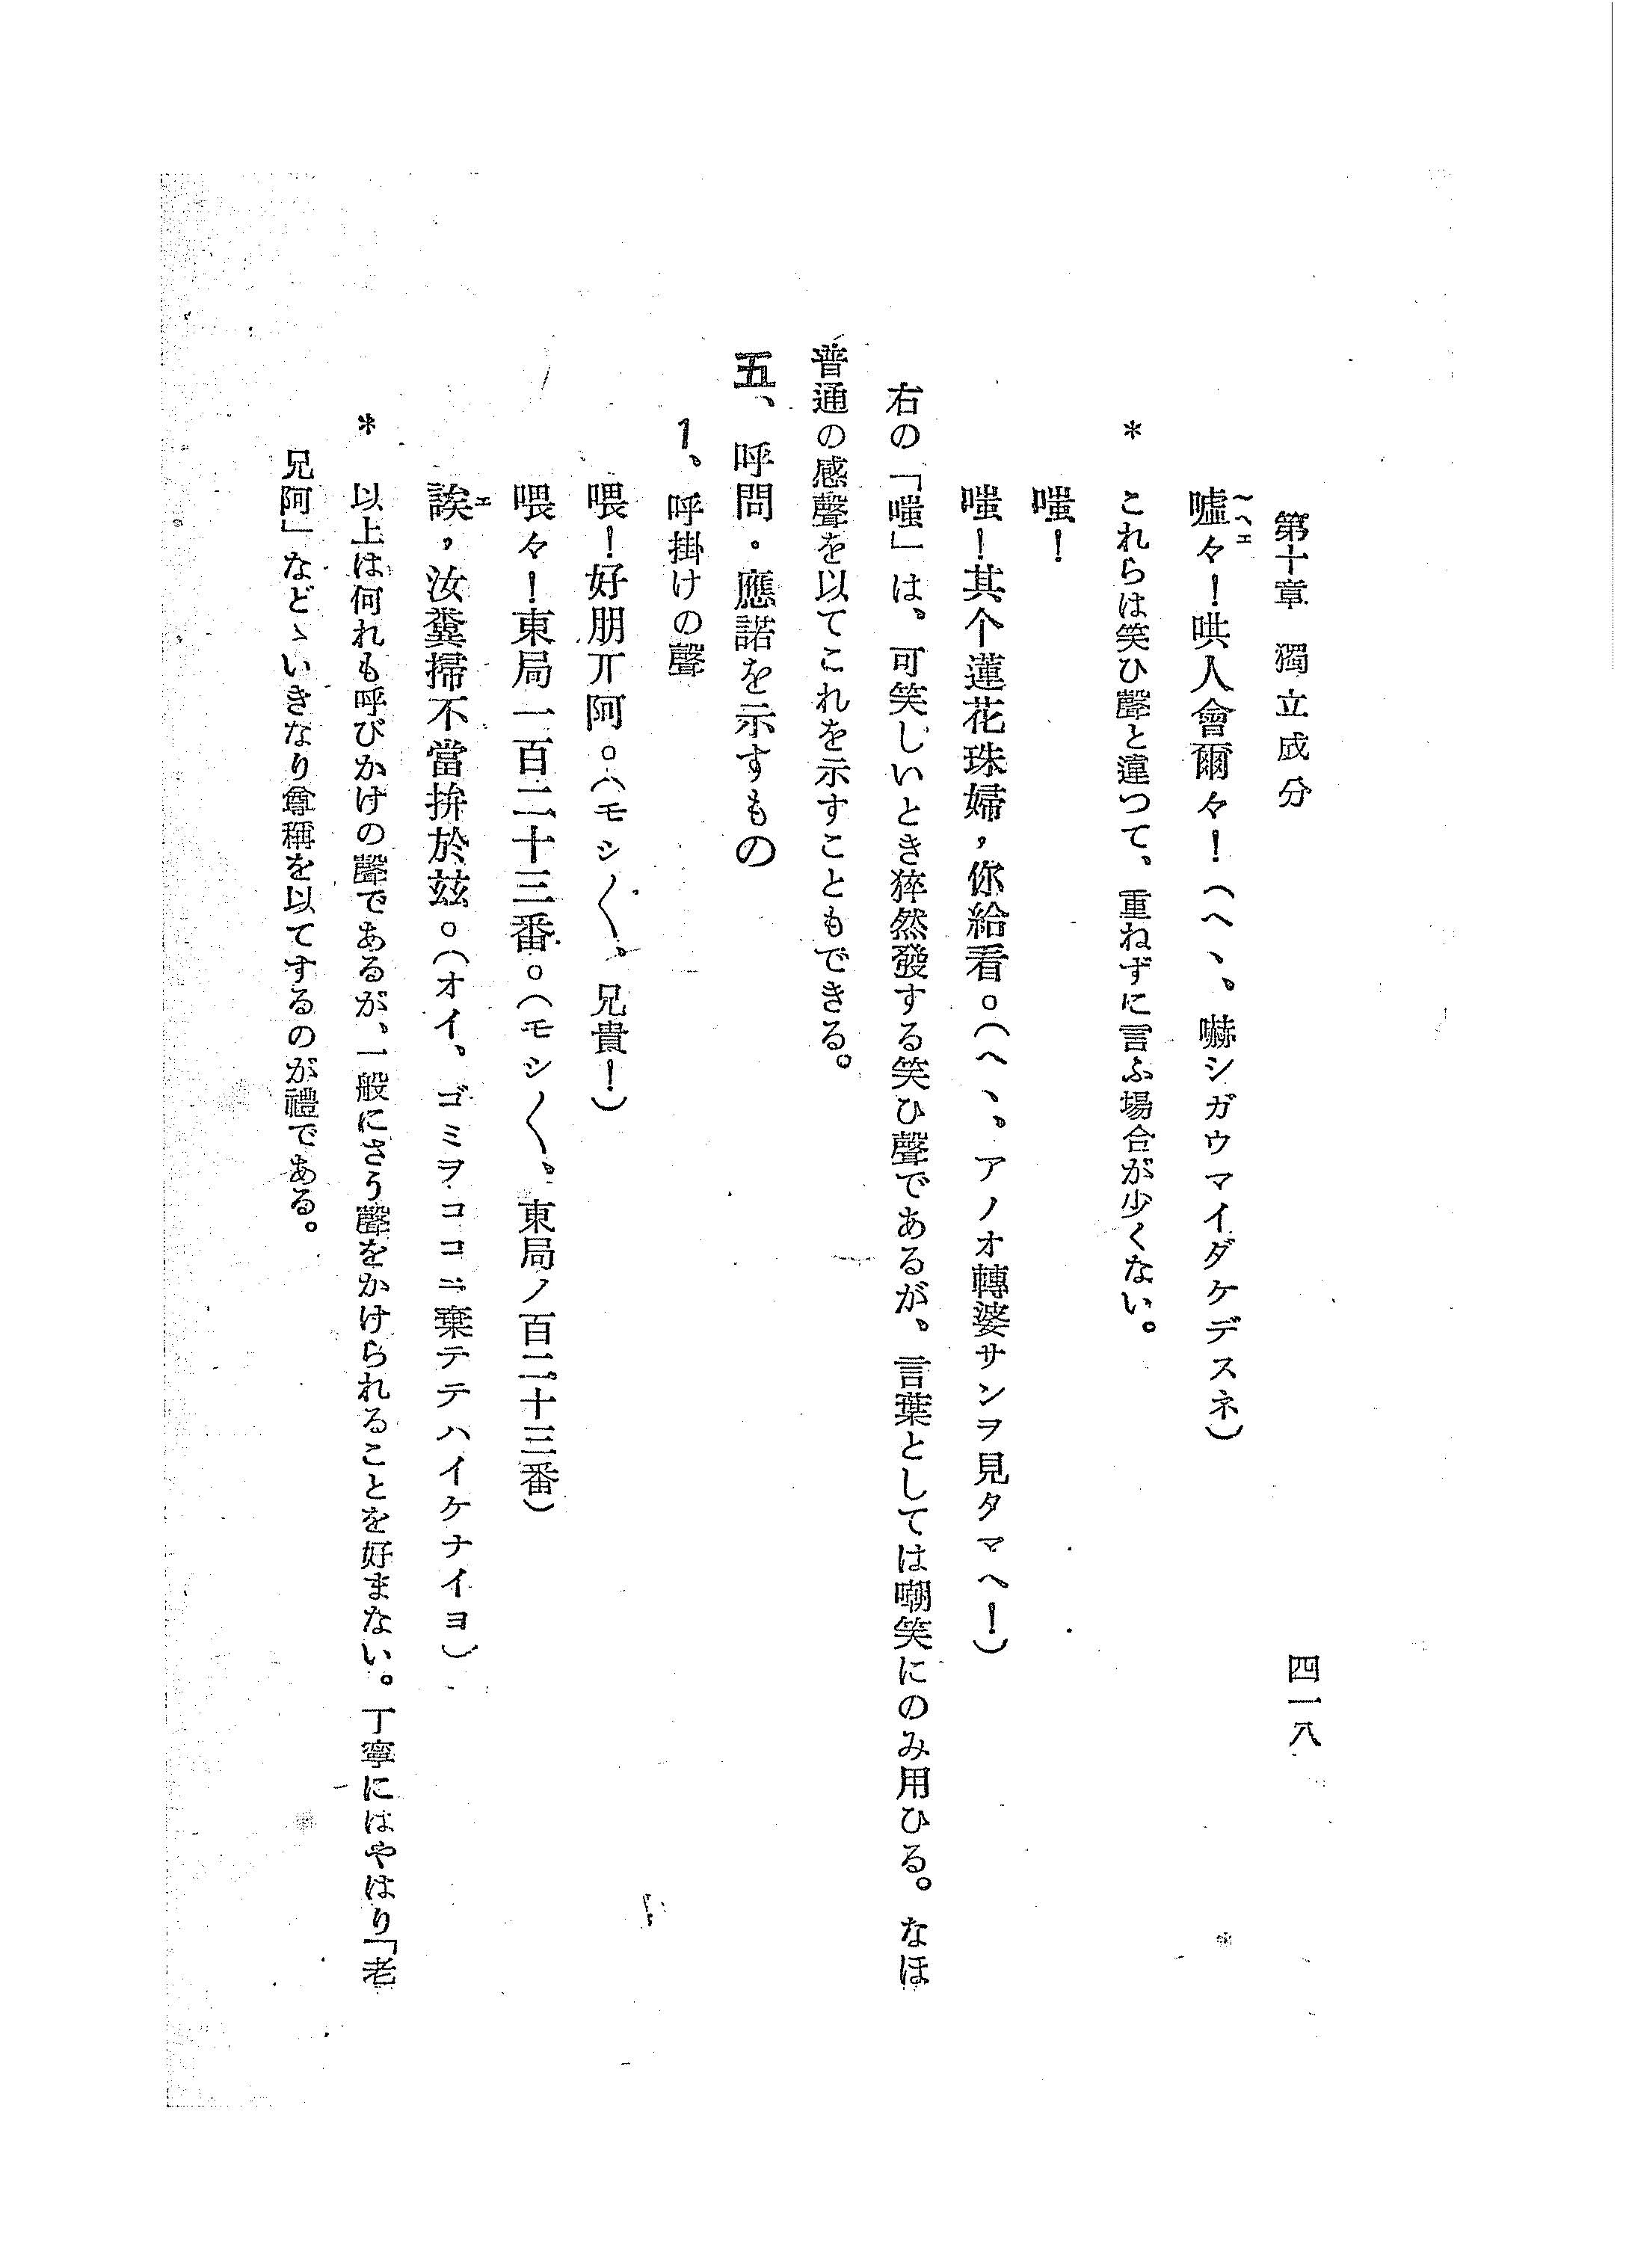 第十章 獨立成分
四一八
噓々！哄人會爾々！（ヘヽヽ。嚇シガウマイダケデスネ）
＊ これらは笑ひ聲と違つて、重ねずに言ふ場合が少くない。
嗤！
嗤！其个蓮花珠婦，你給看。（ヘヽヽ。アノオ轉婆サンヲ見タマヘ！）
右の「嗤」は、可笑しいとき猝然發する笑ひ聲であるが、言葉としては嘲笑にのみ用ひる。なほ
普通の感聲を以てこれを示すこともできる。
五、呼問・應諾を示すもの
1、呼掛けの聲
喂！好朋丌阿。（モシ〱、兄貴！）
喂々！東局一百二十三番。（モシ〱、東局ノ百二十三番）
誒，汝糞掃不當拚於玆。（オイ、ゴミヲココニ棄テテハイケナイヨ）
＊ 以上は何れも呼びかけの聲であるが、一般にさう聲をかけられることを好まない。丁寧にはやはり「老
兄阿」などゝいきなり尊稱を以てするのが禮である。